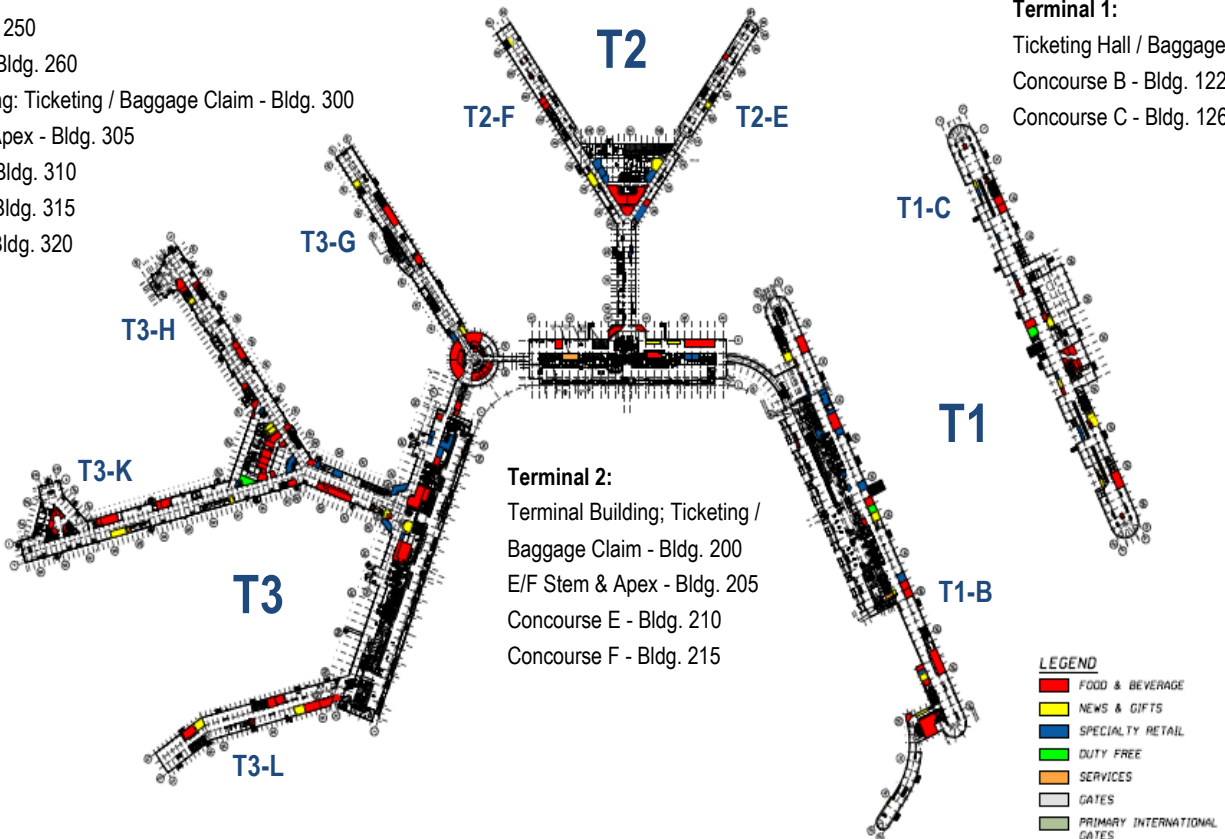 250
Bldg. 260
ng: Ticketing / Baggage Claim - Bldg. 300
Apex - Bldg. 305
Bldg. 310
Bldg. 315
Bldg. 320
Terminal 1:
Ticketing Hall / Baggage
Concourse B - Bldg. 122
Concourse C - Bldg. 126
T2
T2-F
T2-E
T1-C
T3-G
T3-H
T1
T3-K
Terminal 2:
Terminal Building; Ticketing /
Baggage Claim - Bldg. 200
E/F Stem & Apex - Bldg. 205
Concourse E - Bldg. 210
Concourse F - Bldg. 215
T3
T1-B
T3-L
LEGEND
FOOD & BEVERAGE
NEWS & GIFTS
SPECIALTY RETAIL
DUTY FREE
SERVICES
GATES
PRIMARY INTERNATIONAL
GATES